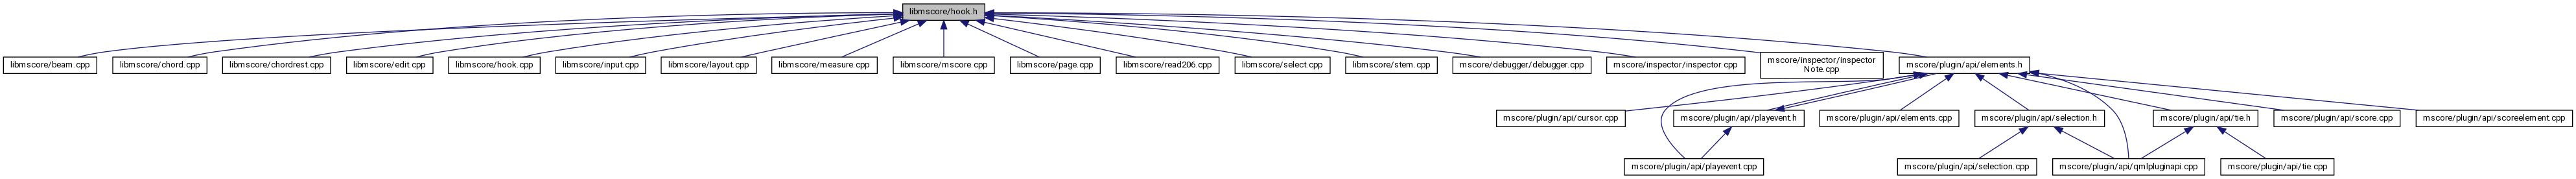 libmscore/hook.h
libmscore/beam.cpp
libmscore/chord.cpp
libmscore/chordrest.cpp
libmscore/edit.cpp
libmscore/hook.cpp
libmscore/input.cpp
libmscore/layout.cpp
libmscore/measure.cpp
libmscore/mscore.cpp
libmscore/page.cpp
libmscore/read206.cpp
libmscore/select.cpp
libmscore/stem.cpp
mscore/debugger/debugger.cpp
mscore/inspector/inspector.cpp
mscore/inspector/inspector
Note.cpp
mscore/plugin/api/elements.h
mscore/plugin/api/cursor.cpp
mscore/plugin/api/playevent.h
mscore/plugin/api/elements.cpp
mscore/plugin/api/selection.h
mscore/plugin/api/tie.h
mscore/plugin/api/score.cpp
mscore/plugin/api/scoreelement.cpp
mscore/plugin/api/playevent.cpp
mscore/plugin/api/selection.cpp
mscore/plugin/api/qmlpluginapi.cpp
mscore/plugin/api/tie.cpp